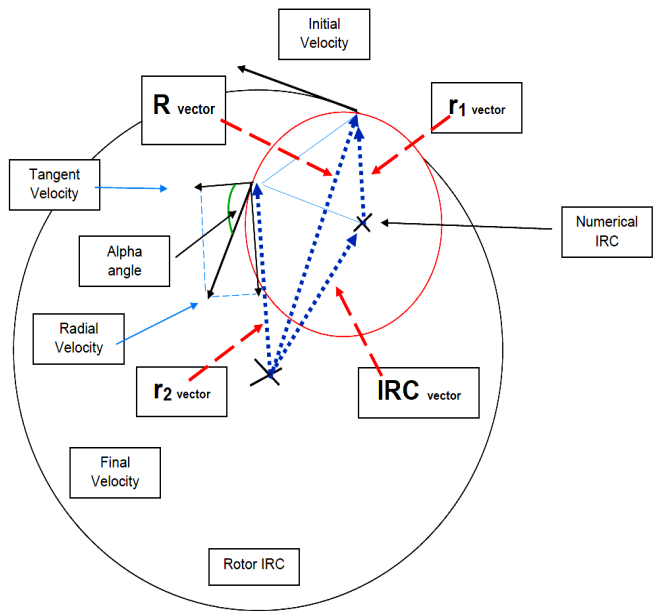 Initial
Velocity
R vector
r1 vector
Tangent
Velocity
Numerical
IRC
Alpha
angle
Radial
Velocity
r2 vector
IRC vector
Final
Velocity
Rotor IRC